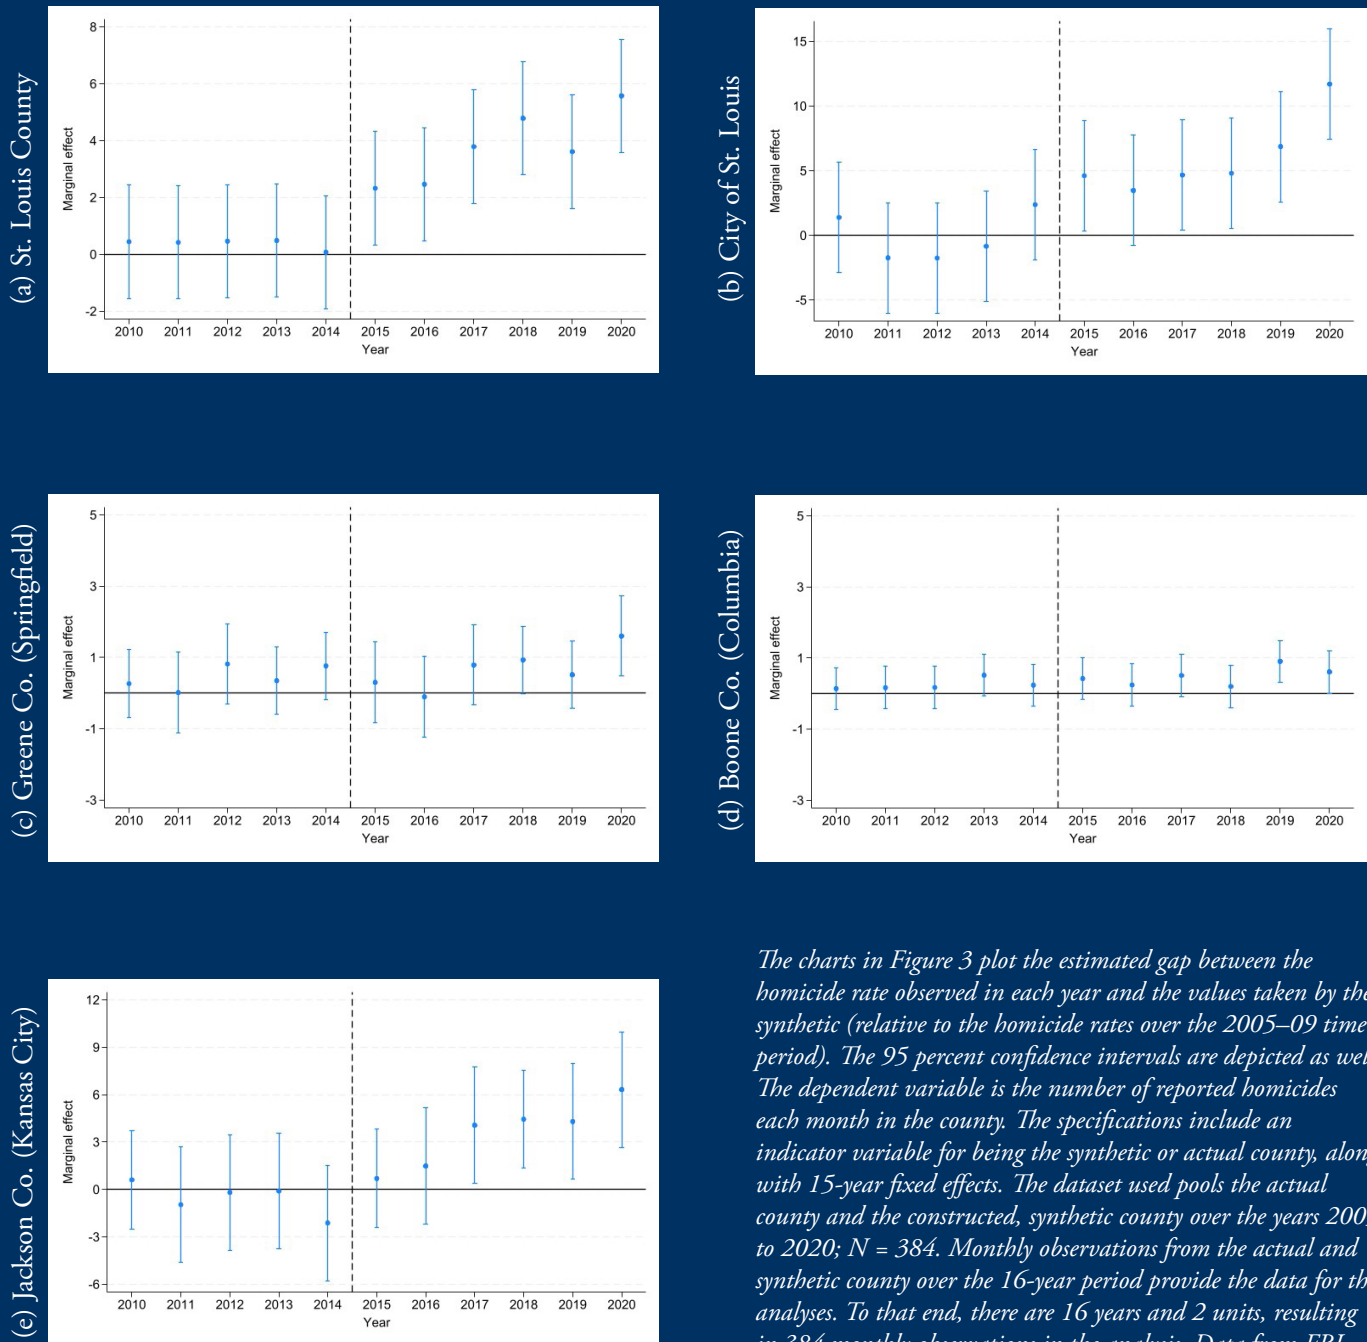 (a) St. Louis County
Marginal effect
8
6
4
2
0
-2
2010 2011 2012 2013 2014 2015 2016 2017 2018 2019 2020
Year
(b) City of St. Louis
Marginal effect
15
10
5
0
-5
2010 2011 2012 2013 2014 2015 2016 2017 2018 2019 2020
Year
(c) Greene Co. (Springfield)
Marginal effect
5
3
1
-1
-3
2010 2011 2012 2013 2014 2015 2016 2017 2018 2019 2020
Year
(d) Boone Co. (Columbia)
Marginal effect
5
3
1
-1
-3
2010 2011 2012 2013 2014 2015 2016 2017 2018 2019 2020
Year
(e) Jackson Co. (Kansas City)
Marginal effect
12
9
6
3
0
-3
-6
2010 2011 2012 2013 2014 2015 2016 2017 2018 2019 2020
Year
The charts in Figure 3 plot the estimated gap between the
homicide rate observed in each year and the values taken by the
synthetic (relative to the homicide rates over the 2005–09 time
period). The 95 percent confidence intervals are depicted as well
The dependent variable is the number of reported homicides
each month in the county. The specifications include an
indicator variable for being the synthetic or actual county,
with 15-year fixed effects. The dataset used pools the actual
county and the constructed, synthetic county over the years
to 2020; N = 384. Monthly observations from the actual and
synthetic county over the 16-year period provide the data for
analyses. To that end, there are 16 years and 2 units, resulting
in 384 monthly observations in the analysis. Data from FBI